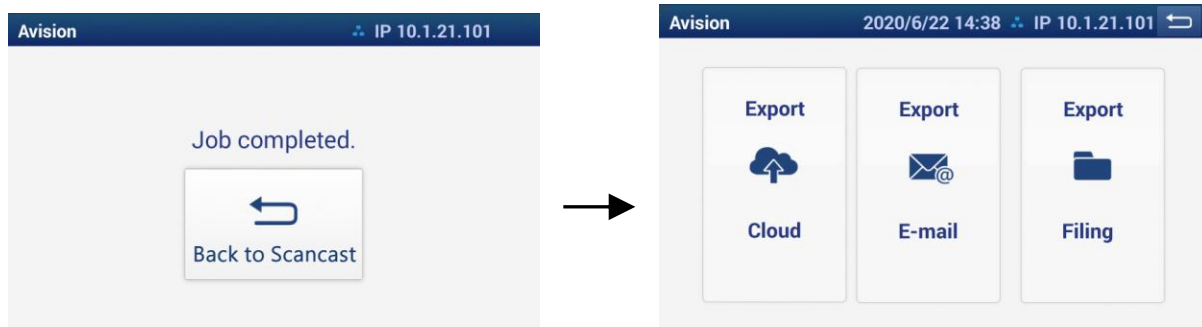 Avision IP 10.1.21.101
Job completed.
Back to Scancast
Avision 2020/6/22 14:38 IP 10.1.21.101
Export Export Export
@
Cloud E-mail Filing